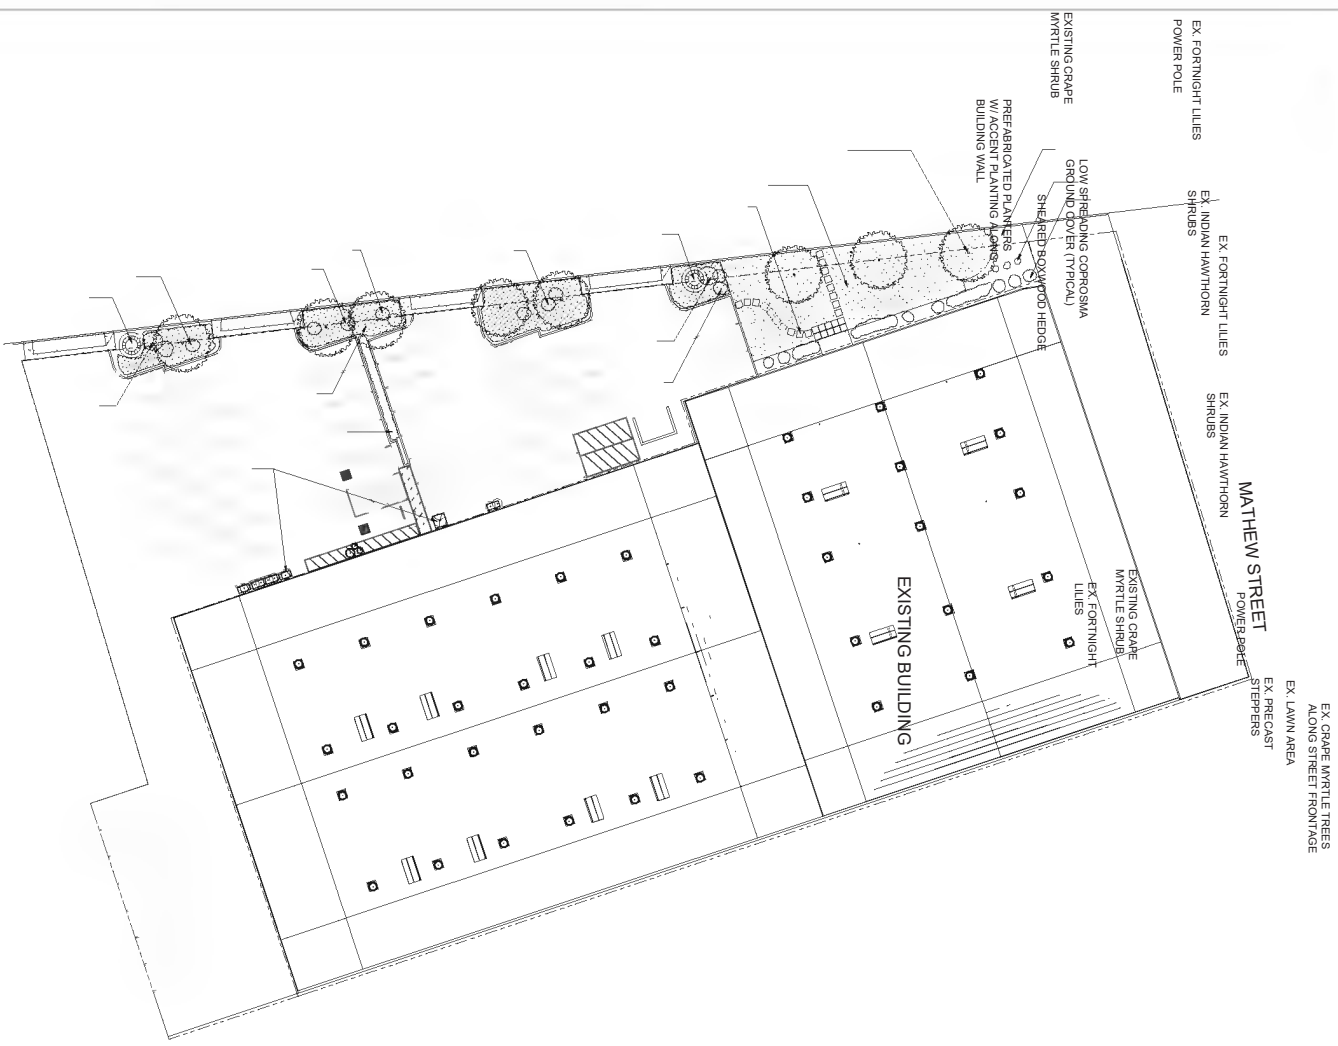 EXISTING CRAPE
MYRTLE SHRUB
EX. FORTNIGHT LILIES
POWER POLE
PREFABRICATED PLANTERS
W/ ACCENT PLANTING ALONG
BUILDING WALL
LOW SPREADING COPROSMA
GROUND COVER (TYPICAL)
SHEARED BOXWOOD HEDGE
EX. INDIAN HAWTHORN
SHRUBS
EX. FORTNIGHT LILIES
EX. INDIAN HAWTHORN
SHRUBS
MATHEW STREET
EXISTING BUILDING
EXISTING CRAPE
MYRTLE SHRUB
EX. FORTNIGHT
LILIES
POWER POLE
EX. PRECAST
STEPPERS
EX. LAWN AREA
EX. CRAPE MYRTLE TREES
ALONG STREET FRONTAGE